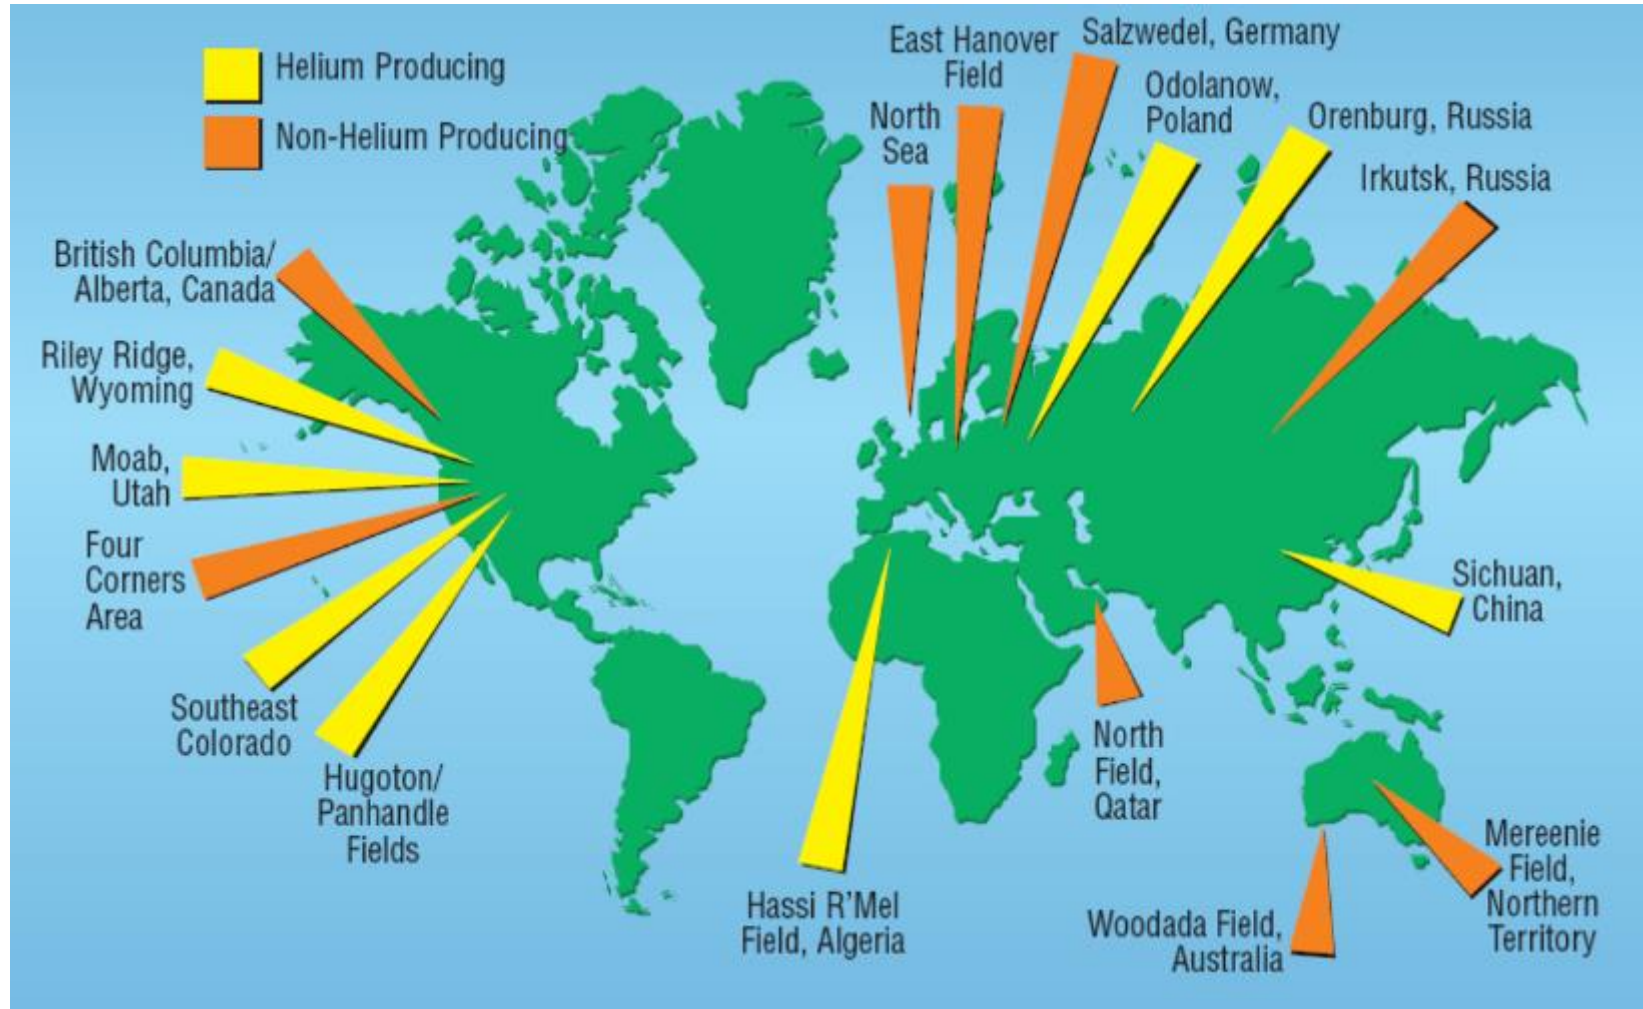 Helium Producing
Non-Helium Producing
British Columbia/
Alberta, Canada
Riley Ridge,
Wyoming
Moab,
Utah
Four
Corners
Area
Southeast
Colorado
Hugoton/
Panhandle
Fields
North
Sea
East Hanover
Field
Salzwedel, Germany
Odolanow,
Poland
Orenburg, Russia
Irkutsk, Russia
Sichuan,
China
North
Field,
Qatar
Hassi R'Mel
Field, Algeria
Woodada Field,
Australia
Mereenie
Field,
Northern
Territory